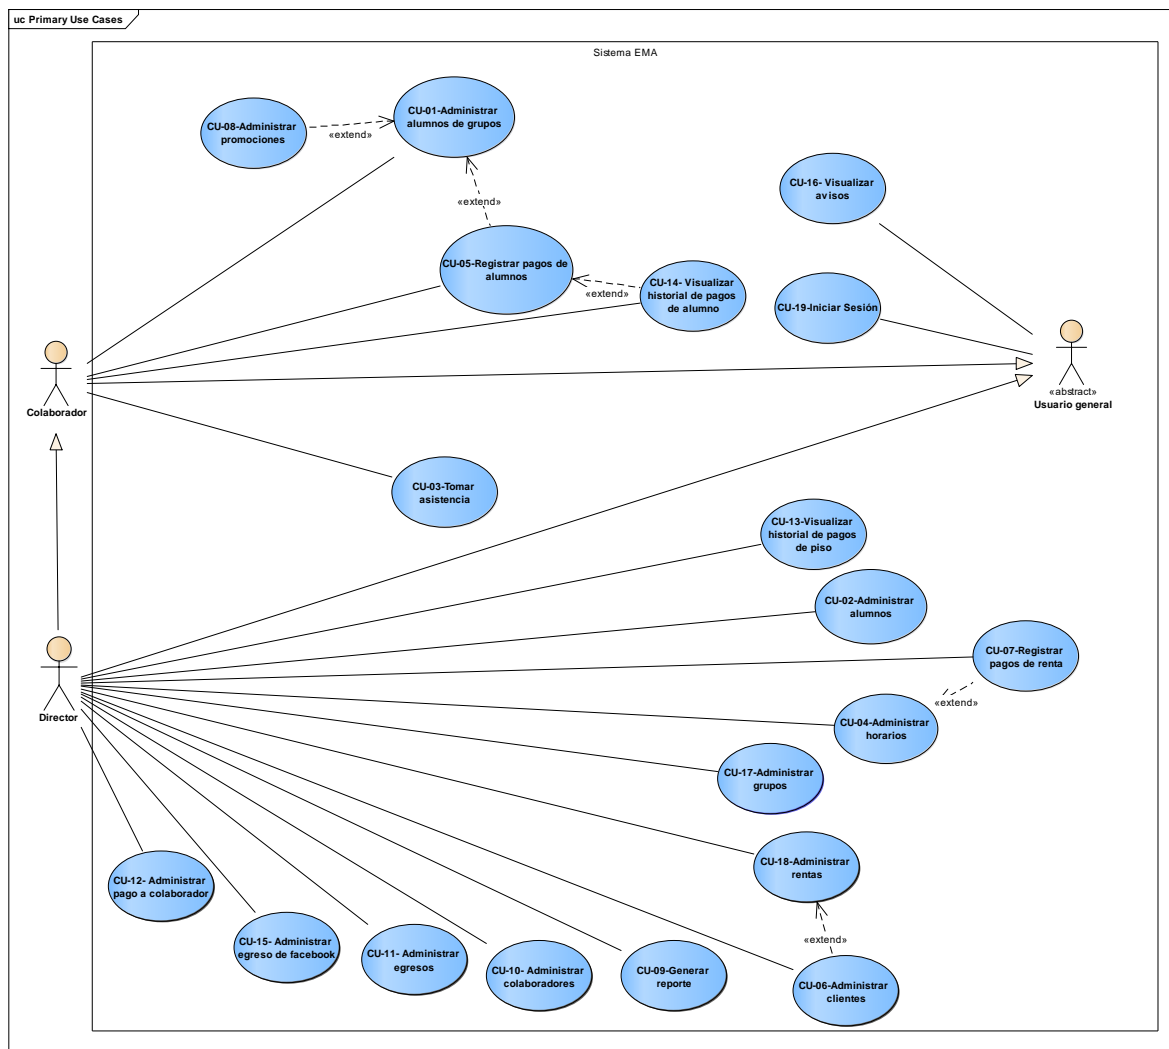 uc Primary Use Cases
Sistema EMA
CU-01-Administrar
alumnos de grupos
CU-08-Administrar
promociones
«extend»
CU-16- Visualizar
avisos
«extend»
CU-05-Registrar pagos de
alumnos
CU-14- Visualizar
historial de pagos
de alumno
«extend»
CU-19-Iniciar Sesión
Colaborador
«abstract»
Usuario general
CU-03-Tomar
asistencia
CU-13-Visualizar
historial de pagos
de piso
CU-02-Administrar
alumnos
CU-07-Registrar
pagos de renta
«extend»
Director
CU-04-Administrar
horarios
CU-17-Administrar
grupos
CU-18-Administrar
rentas
CU-12- Administrar
pago a colaborador
«extend»
CU-15- Administrar
egreso de facebook
CU-11- Administrar
egresos
CU-10- Administrar
colaboradores
CU-09-Generar
reporte
CU-06-Administrar
clientes